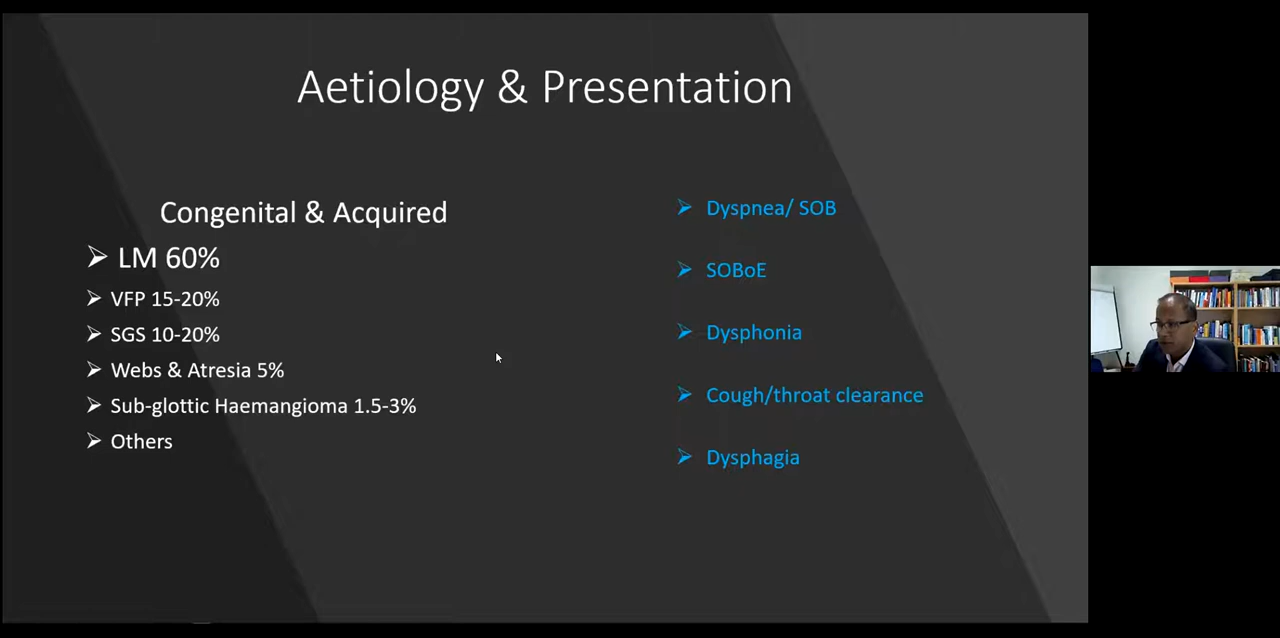 Aetiology & Presentation
Congenital & Acquired
LM 60%
VFP 15-20%
SGS 10-20%
Webs & Atresia 5%
Sub-glottic Haemangioma 1.5-3%
Others
Dyspnea/ SOB
SOBoE
Dysphonia
Cough/throat clearance
Dysphagia